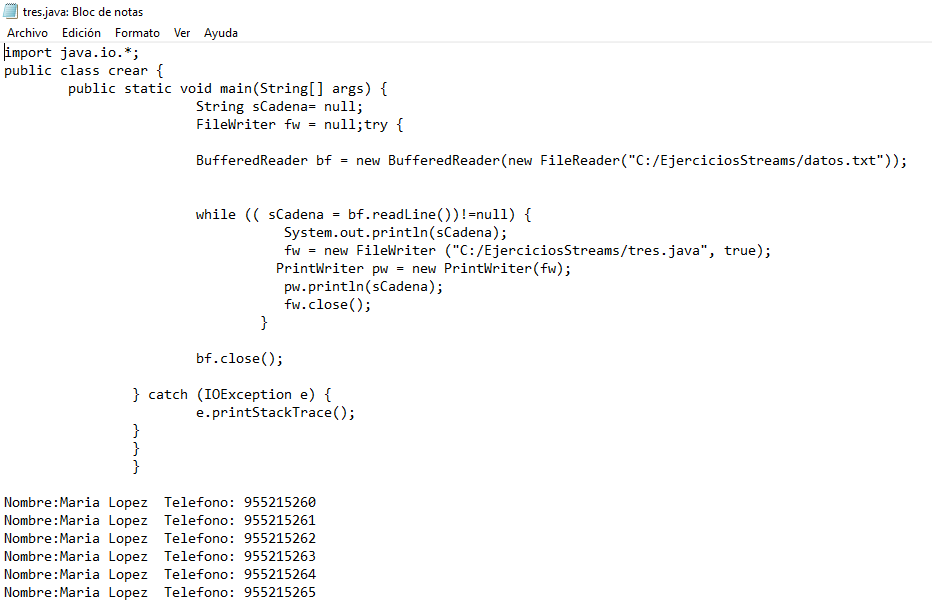 tres.java: Bloc de notas
Archivo Edición Formato Ver Ayuda
import java.io.*;
public class crear {
        public static void main(String[] args) {
                        String sCadena= null;
                        FileWriter fw = null;try {
                        BufferedReader bf = new BufferedReader(new FileReader("C:/EjerciciosStreams/datos.txt"));
                        while (( sCadena = bf.readLine())!=null) {
                                   System.out.println(sCadena);
                                   fw = new FileWriter ("C:/EjerciciosStreams/tres.java", true);
                                  PrintWriter pw = new PrintWriter(fw);
                                   pw.println(sCadena);
                                   fw.close();
                                }
                        bf.close();
                } catch (IOException e) {
                        e.printStackTrace();
                }
                }
                }
Nombre:Maria Lopez  Telefono: 955215260
Nombre:Maria Lopez  Telefono: 955215261
Nombre:Maria Lopez  Telefono: 955215262
Nombre:Maria Lopez  Telefono: 955215263
Nombre:Maria Lopez  Telefono: 955215264
Nombre:Maria Lopez  Telefono: 955215265